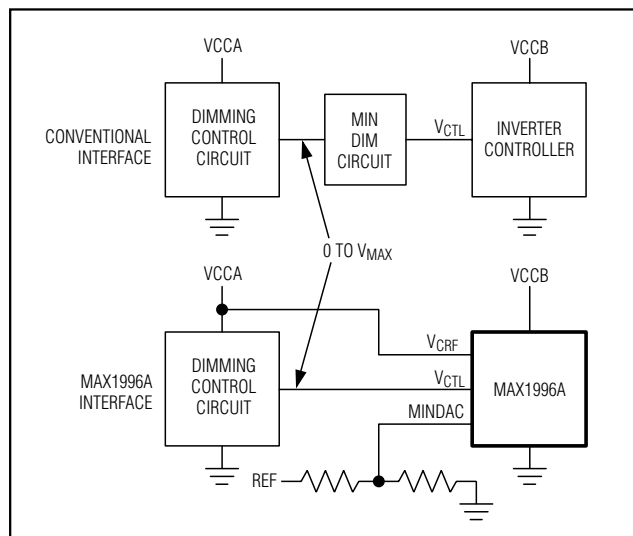 VCCA
VCCB
CONVENTIONAL
INTERFACE
DIMMING
CONTROL
CIRCUIT
MIN
DIM
CIRCUIT
VCTL
INVERTER
CONTROLLER
0 TO VMAX
VCCA
VCCB
MAX1996A
INTERFACE
DIMMING
CONTROL
CIRCUIT
VCRF
VCTL
MINDAC
MAX1996A
REF